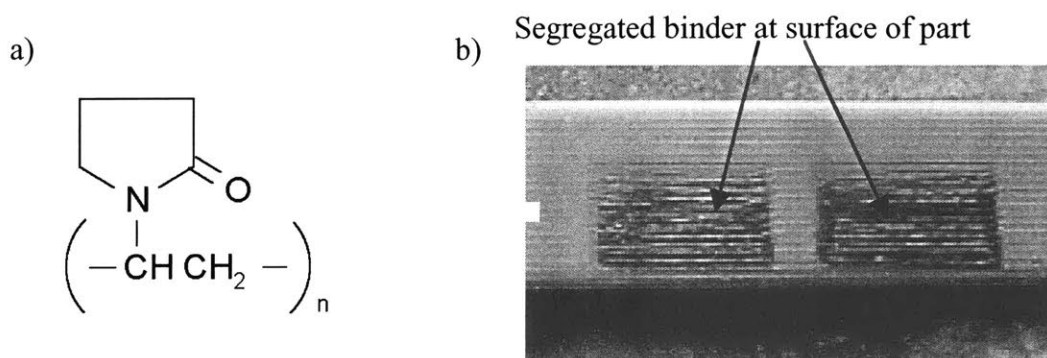 a)
b)
Segregated binder at surface of part
N
O
( — CH CH₂ — )n